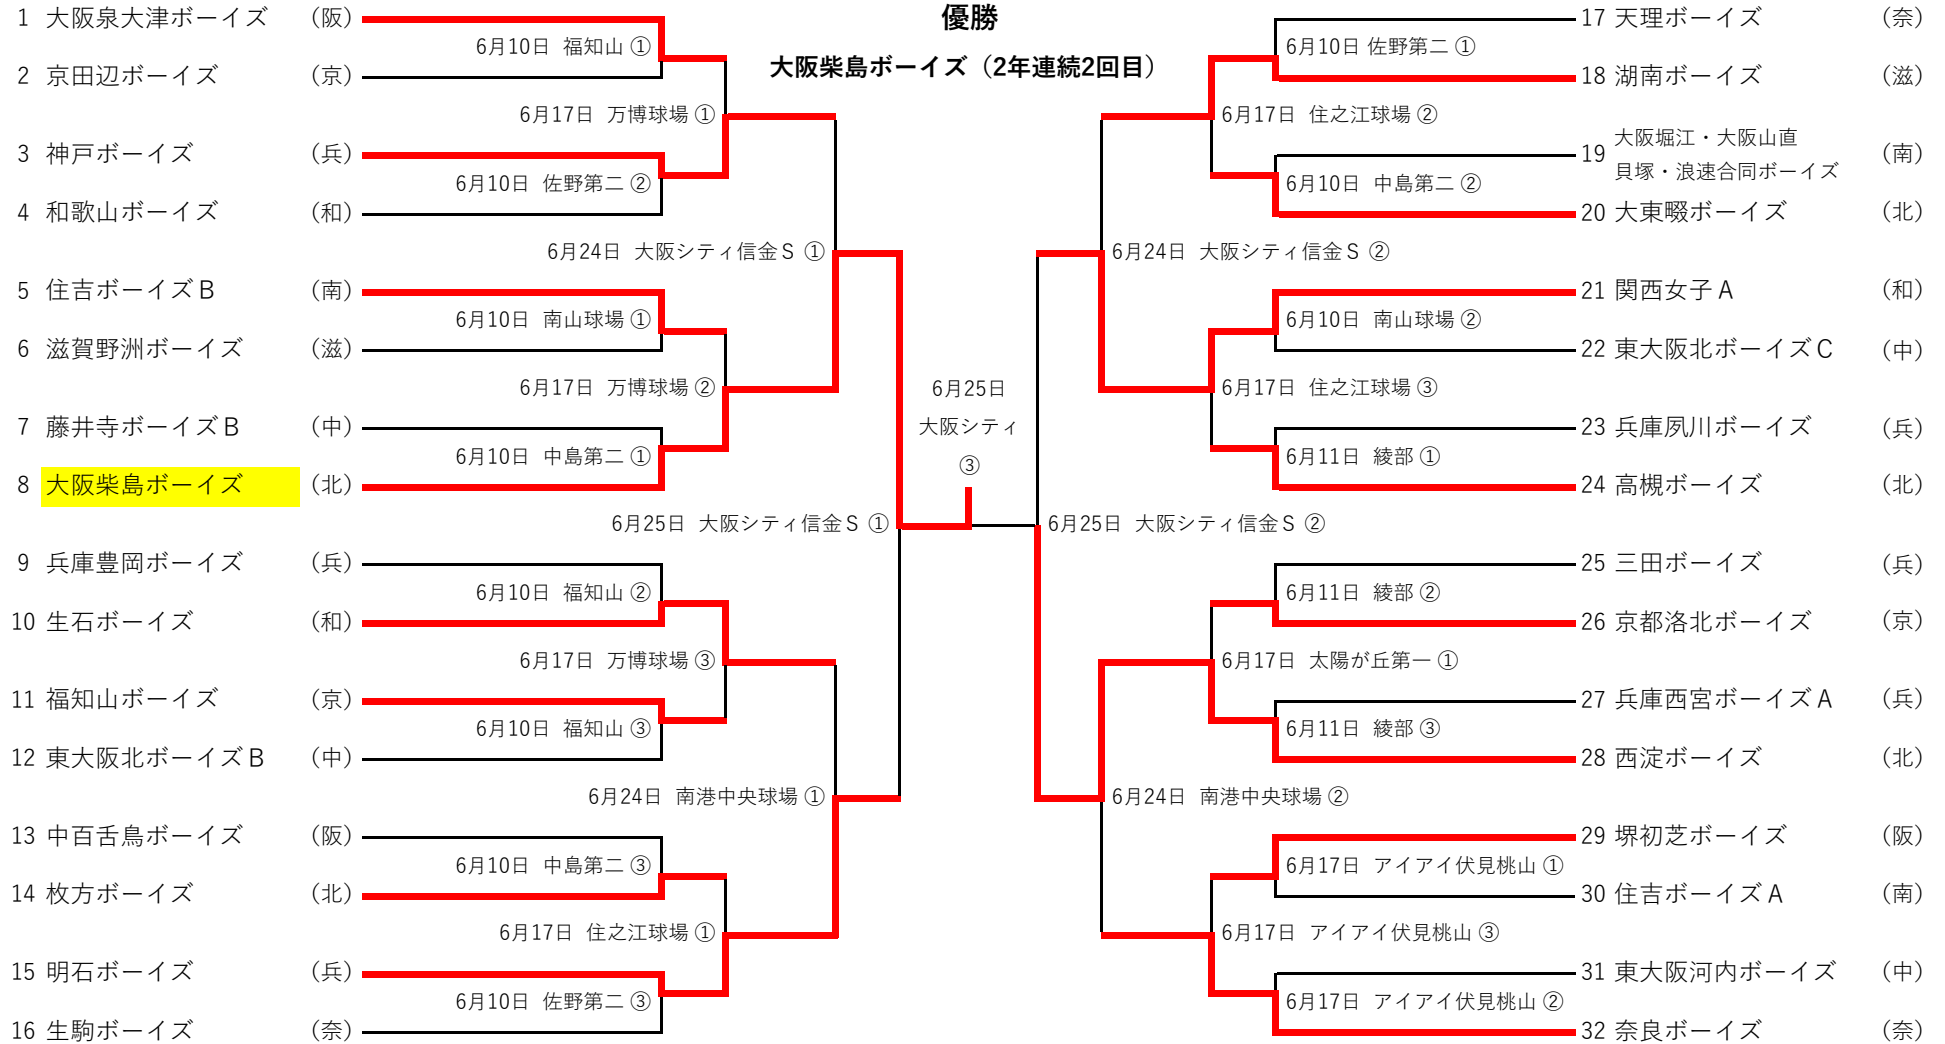 優勝
大阪柴島ボーイズ（2年連続2回目）
1 大阪泉大津ボーイズ （阪）
6月10日 福知山 ①
2 京田辺ボーイズ （京）
6月17日 万博球場 ①
3 神戸ボーイズ （兵）
6月10日 佐野第二 ②
4 和歌山ボーイズ （和）
6月24日 大阪シティ信金Ｓ ①
5 住吉ボーイズＢ （南）
6月10日 南山球場 ①
6 滋賀野洲ボーイズ （滋）
6月17日 万博球場 ②
7 藤井寺ボーイズＢ （中）
6月10日 中島第二 ①
8 大阪柴島ボーイズ （北）
6月25日 大阪シティ信金Ｓ ①
9 兵庫豊岡ボーイズ （兵）
6月10日 福知山 ②
10 生石ボーイズ （和）
6月17日 万博球場 ③
11 福知山ボーイズ （京）
6月10日 福知山 ③
12 東大阪北ボーイズＢ （中）
6月24日 南港中央球場 ①
13 中百舌鳥ボーイズ （阪）
6月10日 中島第二 ③
14 枚方ボーイズ （北）
6月17日 住之江球場 ①
15 明石ボーイズ （兵）
6月10日 佐野第二 ③
16 生駒ボーイズ （奈）
6月25日
大阪シティ
③
17 天理ボーイズ （奈）
6月10日 佐野第二 ①
18 湖南ボーイズ （滋）
6月17日 住之江球場 ②
大阪堀江・大阪山直
19 （南）
貝塚・浪速合同ボーイズ
6月10日 中島第二 ②
20 大東畷ボーイズ （北）
6月24日 大阪シティ信金Ｓ ②
21 関西女子Ａ （和）
6月10日 南山球場 ②
22 東大阪北ボーイズＣ （中）
6月17日 住之江球場 ③
23 兵庫夙川ボーイズ （兵）
6月11日 綾部 ①
24 高槻ボーイズ （北）
6月25日 大阪シティ信金Ｓ ②
25 三田ボーイズ （兵）
6月11日 綾部 ②
26 京都洛北ボーイズ （京）
6月17日 太陽が丘第一 ①
27 兵庫西宮ボーイズＡ （兵）
6月11日 綾部 ③
28 西淀ボーイズ （北）
6月24日 南港中央球場 ②
29 堺初芝ボーイズ （阪）
6月17日 アイアイ伏見桃山 ①
30 住吉ボーイズＡ （南）
6月17日 アイアイ伏見桃山 ③
31 東大阪河内ボーイズ （中）
6月17日 アイアイ伏見桃山 ②
32 奈良ボーイズ （奈）